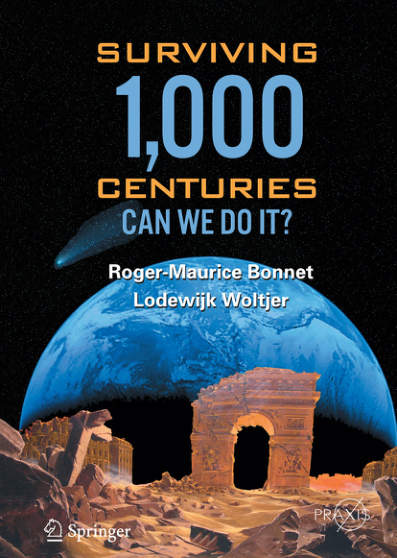 SURVIVING
1,000
CENTURIES
CAN WE DO IT?
Roger-Maurice Bonnet
Lodewijk Woltjer
PRAXIS
Springer